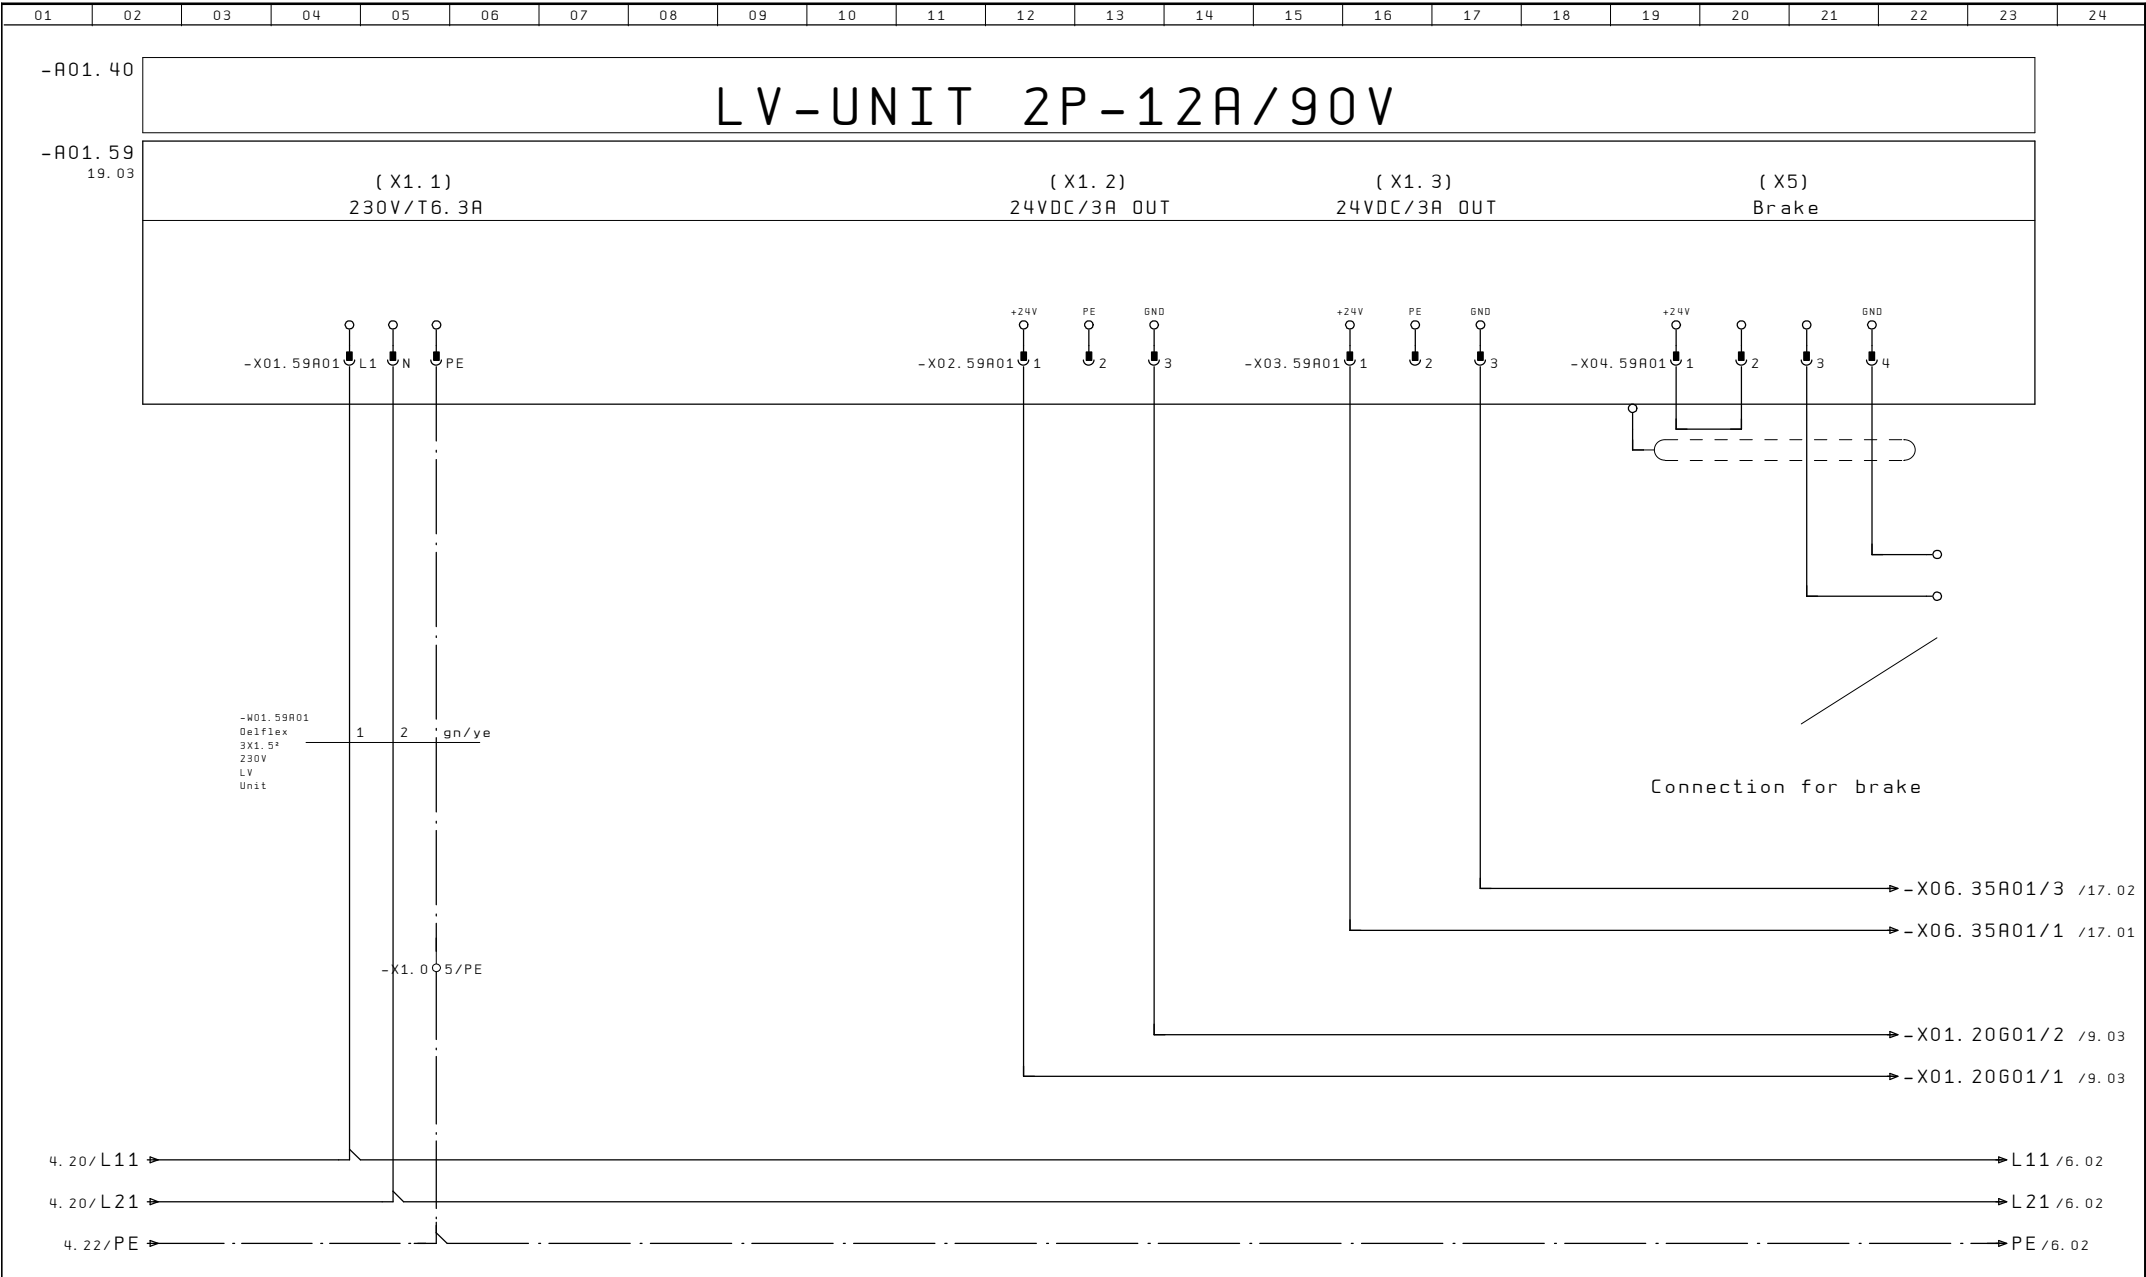 01 02 03 04 05 06 07 08 09 10 11 12 13 14 15 16 17 18 19 20 21 22 23 24
-A01.40
LV-UNIT 2P-12A/90V
-A01.59
19.03
(X1.1) (X1.2) (X1.3) (X5)
230V/T6.3A 24VDC/3A OUT 24VDC/3A OUT Brake
+24V PE GND +24V PE GND +24V GND
-X01.59A01 L1 N PE -X02.59A01 1 2 3 -X03.59A01 1 2 3 -X04.59A01 1 2 3 4
-W01.59A01
Oelflex 1 2 gn/ye
3X1.5²
230V
LV
Unit
Connection for brake
-X06.35A01/3 /17.02
-X06.35A01/1 /17.01
-X1.0 5/PE
-X01.20G01/2 /9.03
-X01.20G01/1 /9.03
4.20/L11 L11/6.02
4.20/L21 L21/6.02
4.22/PE PE/6.02